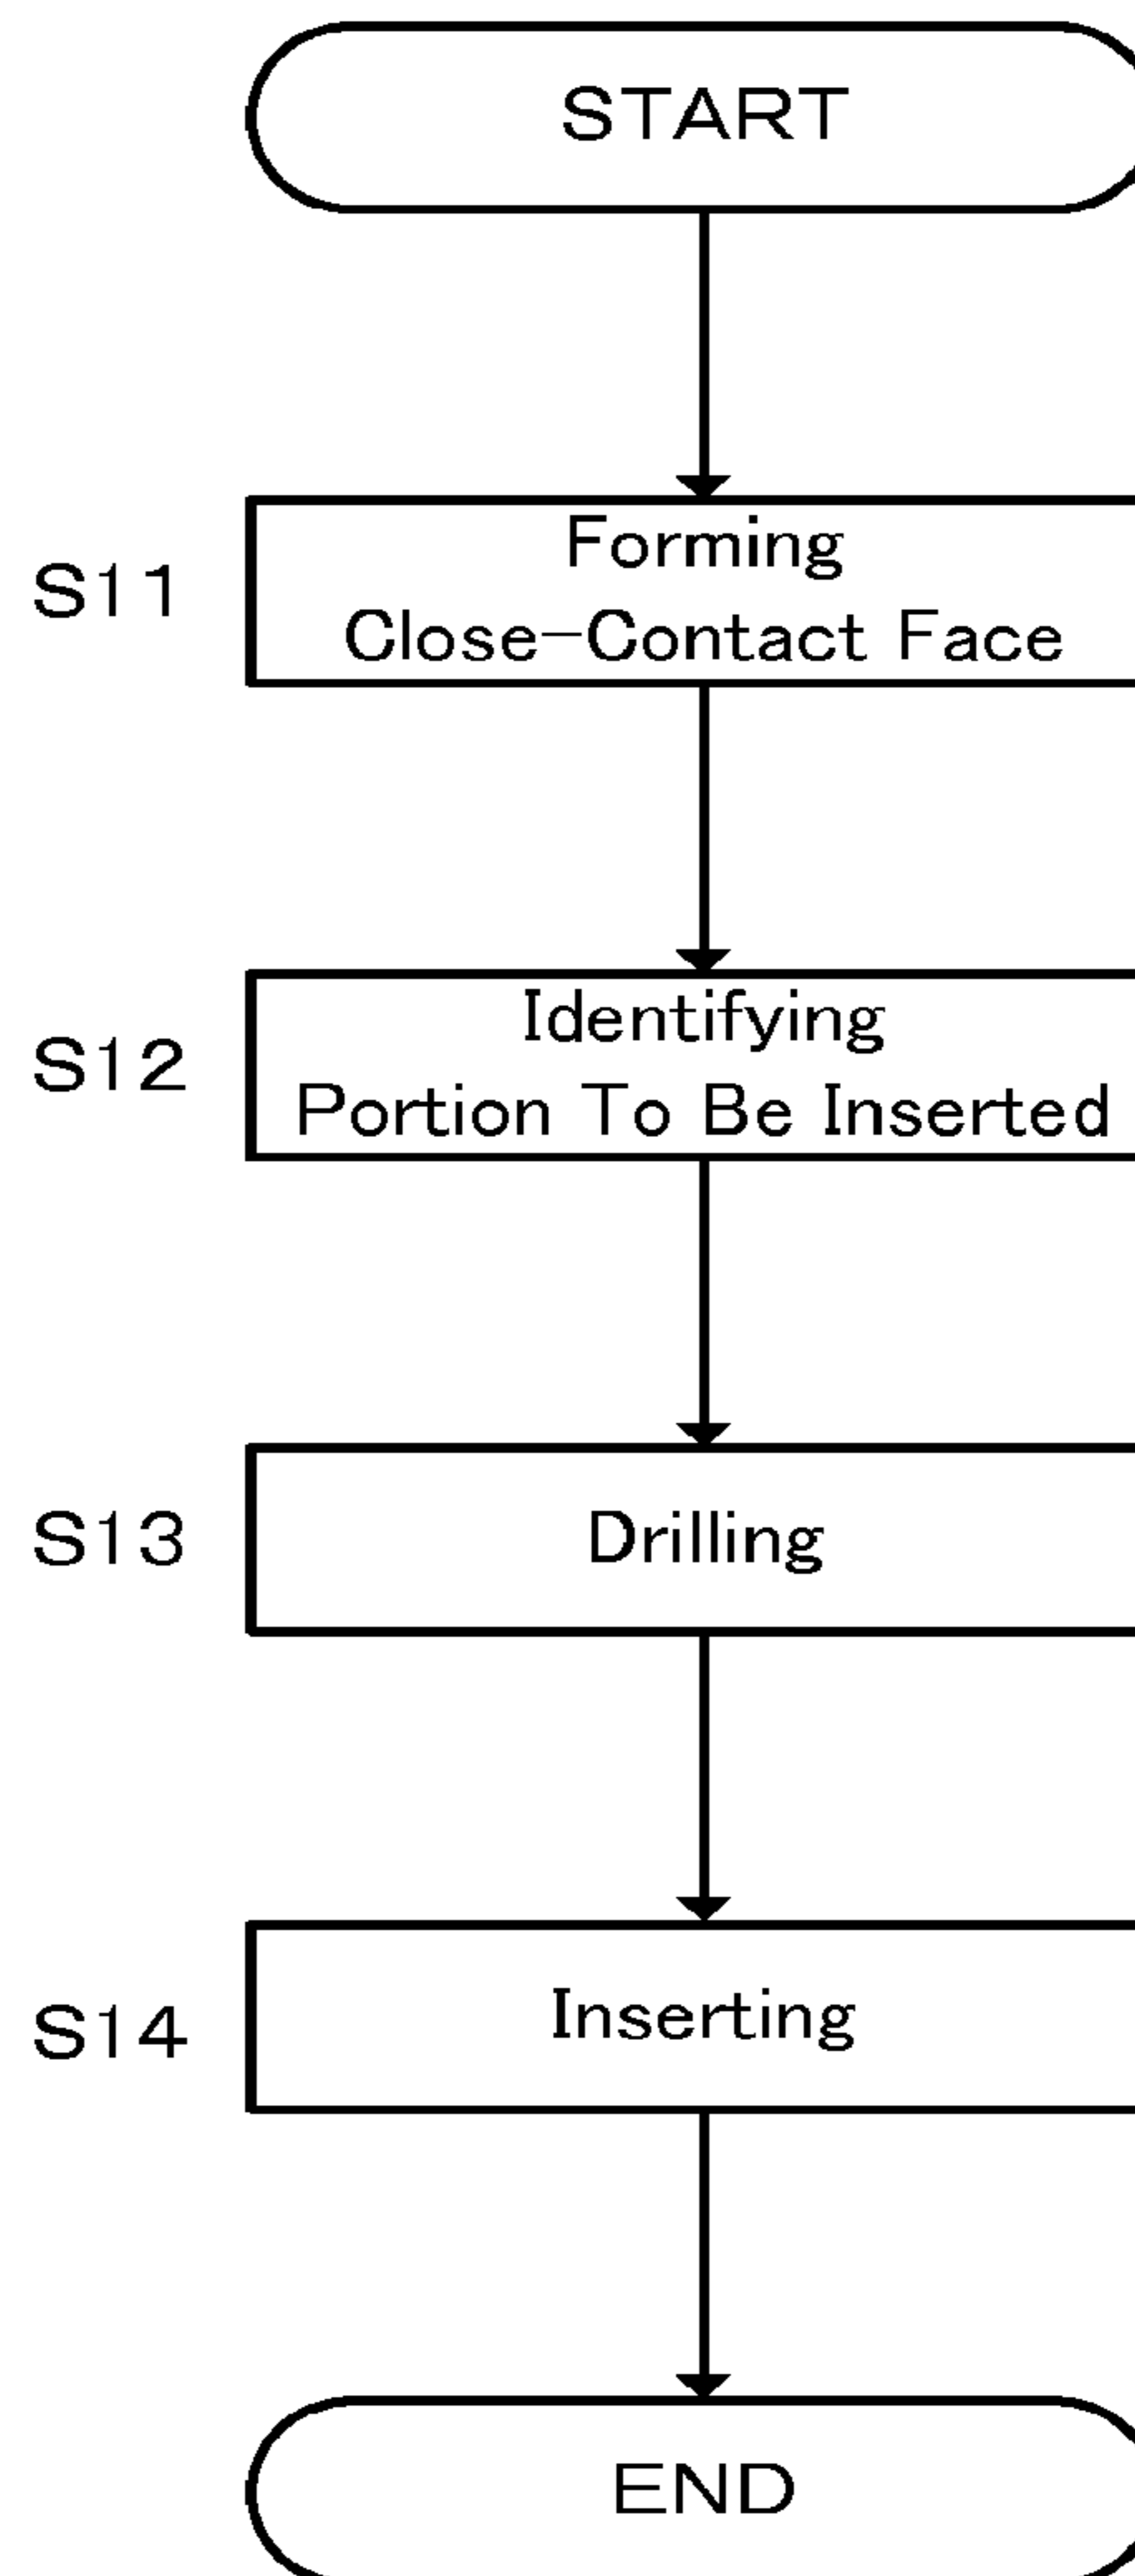 START
S11
Forming
Close-Contact Face
S12
Identifying
Portion To Be Inserted
S13
Drilling
S14
Inserting
END